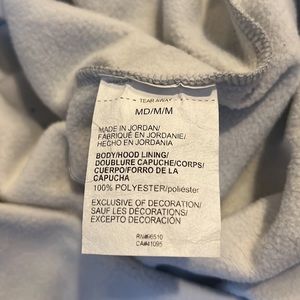 TEAR AWAY
MD/M/M
MADE IN JORDAN/
FABRIQUÉ EN JORDANIE/
HECHO EN JORDANIA
BODY/HOOD LINING/
DOUBLURE CAPUCHE/CORPS/
CUERPO/FORRO DE LA
CAPUCHA
100% POLYESTER/poliéster
EXCLUSIVE OF DECORATION/
SAUF LES DÉCORATIONS/
EXCEPTO DECORACIÓN
CA#41095